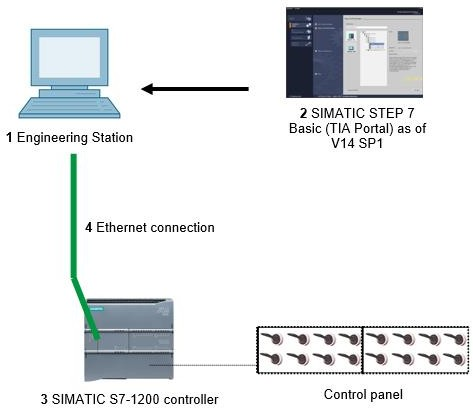 2 SIMATIC STEP 7
Basic (TIA Portal) as of
V14 SP1
1 Engineering Station
4 Ethernet connection
3 SIMATIC S7-1200 controller
Control panel